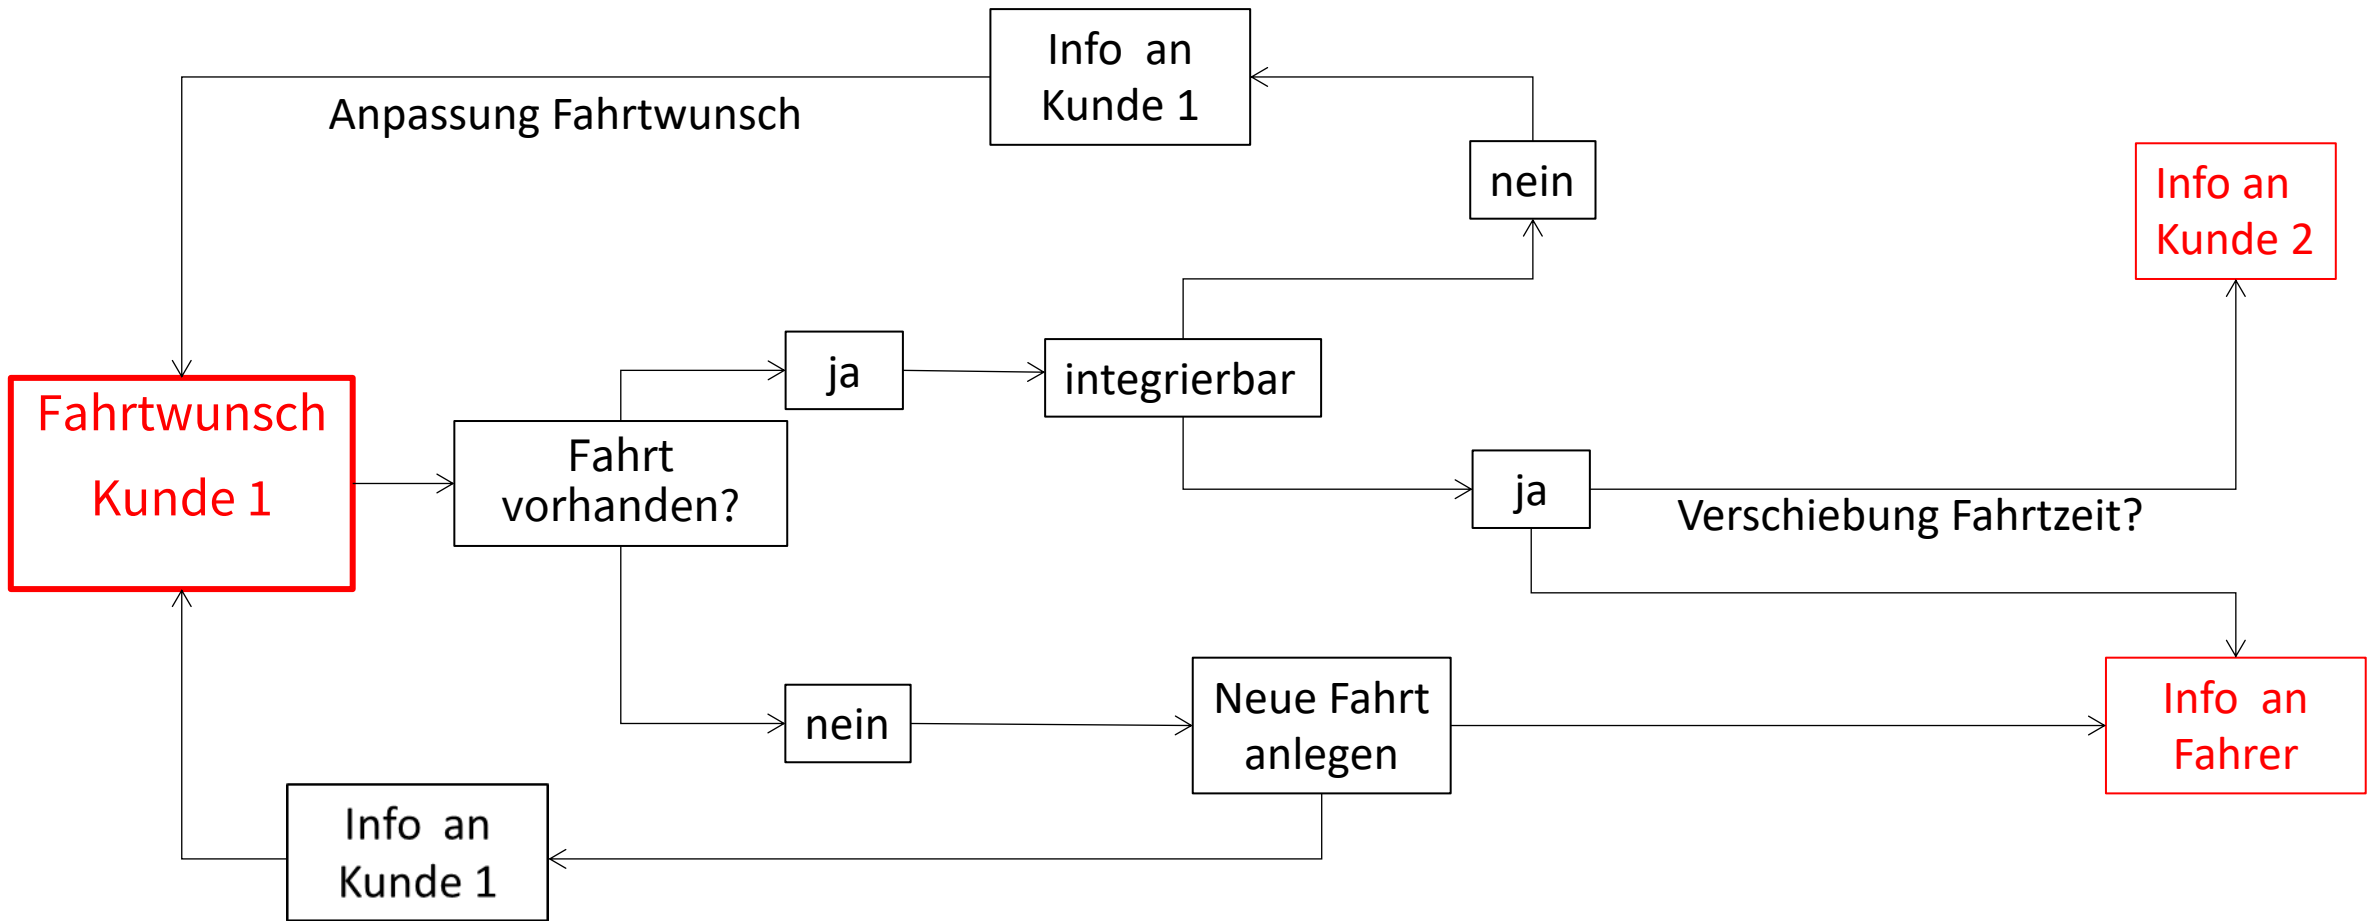 Info an
Kunde 1
Anpassung Fahrtwunsch
nein
Info an
Kunde 2
ja
integrierbar
Fahrtwunsch
Kunde 1
Fahrt
vorhanden?
ja
Verschiebung Fahrtzeit?
nein
Neue Fahrt
anlegen
Info an
Fahrer
Info an
Kunde 1